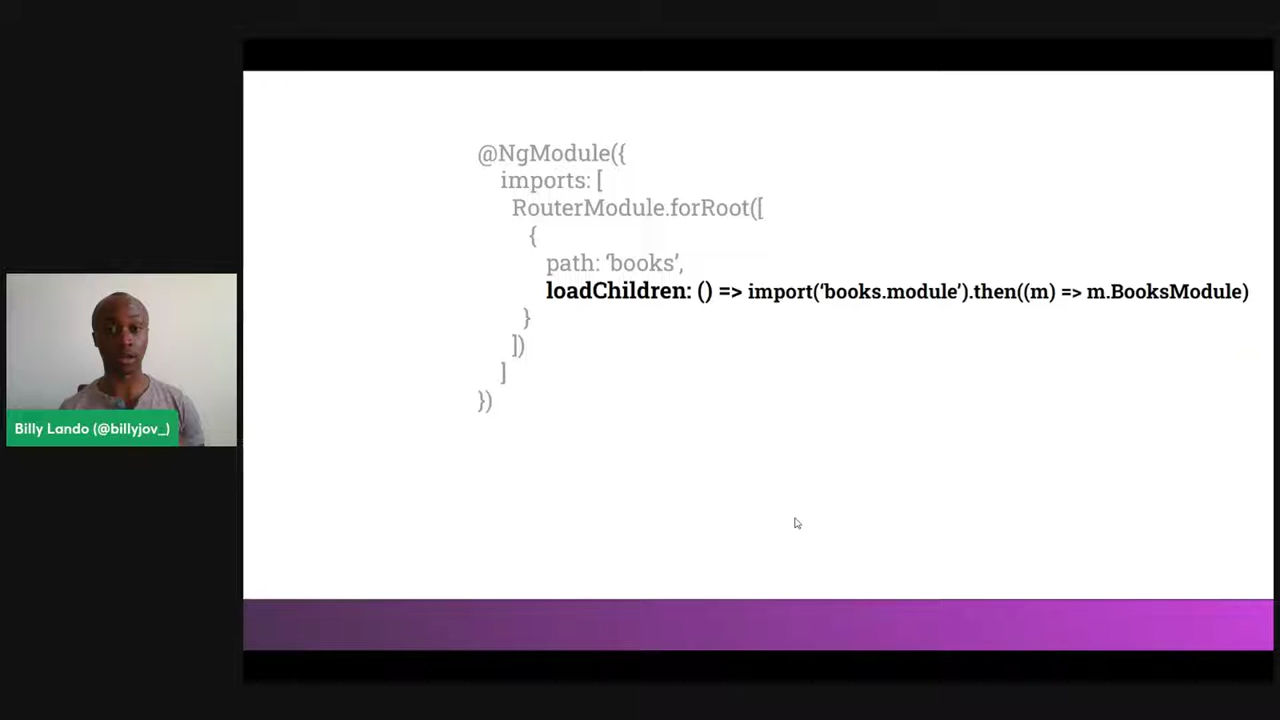 @NgModule({
imports: [
RouterModule.forRoot([
{
path: ‘books’,
loadChildren: () => import(‘books.module’).then((m) => m.BooksModule)
}
])
]
})
Billy Lando (@billyjov_)